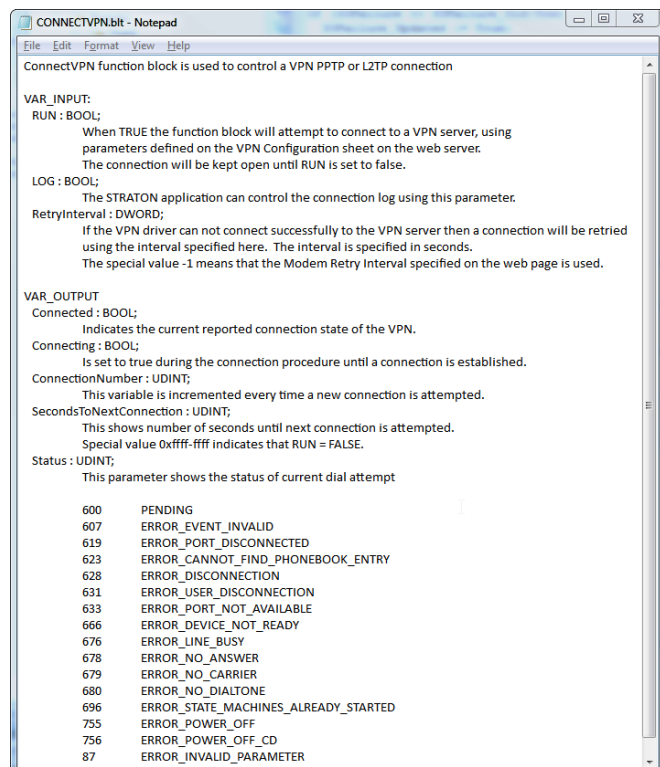 CONNECTVPN.blt - Notepad
File Edit Format View Help
ConnectVPN function block is used to control a VPN PPTP or L2TP connection
VAR_INPUT:
RUN : BOOL;
When TRUE the function block will attempt to connect to a VPN server, using
parameters defined on the VPN Configuration sheet on the web server.
The connection will be kept open until RUN is set to false.
LOG : BOOL;
The STRATON application can control the connection log using this parameter.
RetryInterval : DWORD;
If the VPN driver can not connect successfully to the VPN server then a connection will be retried
using the interval specified here. The interval is specified in seconds.
The special value -1 means that the Modem Retry Interval specified on the web page is used.
VAR_OUTPUT
Connected : BOOL;
Indicates the current reported connection state of the VPN.
Connecting : BOOL;
Is set to true during the connection procedure until a connection is established.
ConnectionNumber : UDINT;
This variable is incremented every time a new connection is attempted.
SecondsToNextConnection : UDINT;
This shows number of seconds until next connection is attempted.
Special value 0xffff-ffff indicates that RUN = FALSE.
Status : UDINT;
This parameter shows the status of current dial attempt
600 PENDING
607 ERROR_EVENT_INVALID
619 ERROR_PORT_DISCONNECTED
623 ERROR_CANNOT_FIND_PHONEBOOK_ENTRY
628 ERROR_DISCONNECTION
631 ERROR_USER_DISCONNECTION
633 ERROR_PORT_NOT_AVAILABLE
666 ERROR_DEVICE_NOT_READY
676 ERROR_LINE_BUSY
678 ERROR_NO_ANSWER
679 ERROR_NO_CARRIER
680 ERROR_NO_DIALTONE
696 ERROR_STATE_MACHINES_ALREADY_STARTED
755 ERROR_POWER_OFF
756 ERROR_POWER_OFF_CD
87 ERROR_INVALID_PARAMETER